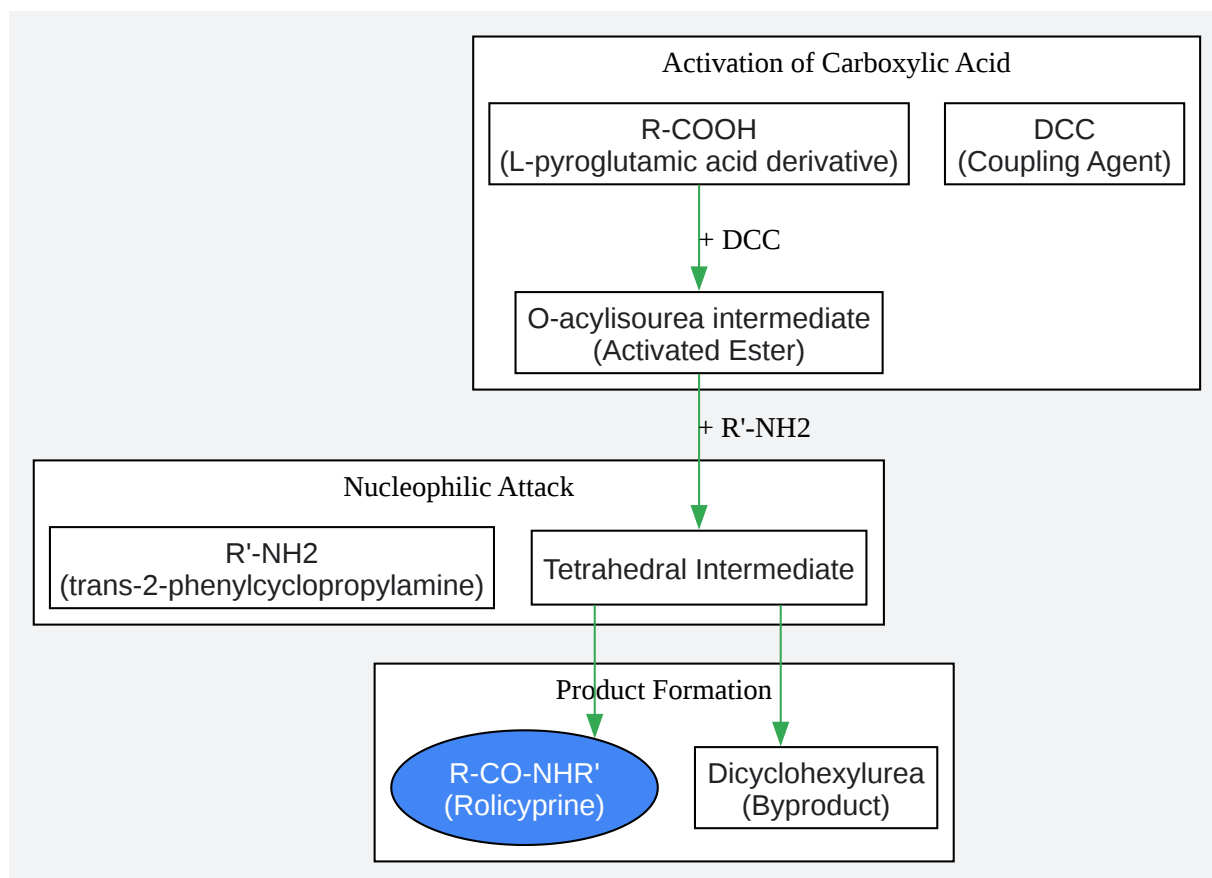 Activation of Carboxylic Acid
R-COOH
(L-pyroglutamic acid derivative)
DCC
(Coupling Agent)
+ DCC
O-acylisourea intermediate
(Activated Ester)
+ R'-NH2
Nucleophilic Attack
R'-NH2
(trans-2-phenylcyclopropylamine)
Tetrahedral Intermediate
Product Formation
R-CO-NHR'
(Rolicyprine)
Dicyclohexylurea
(Byproduct)